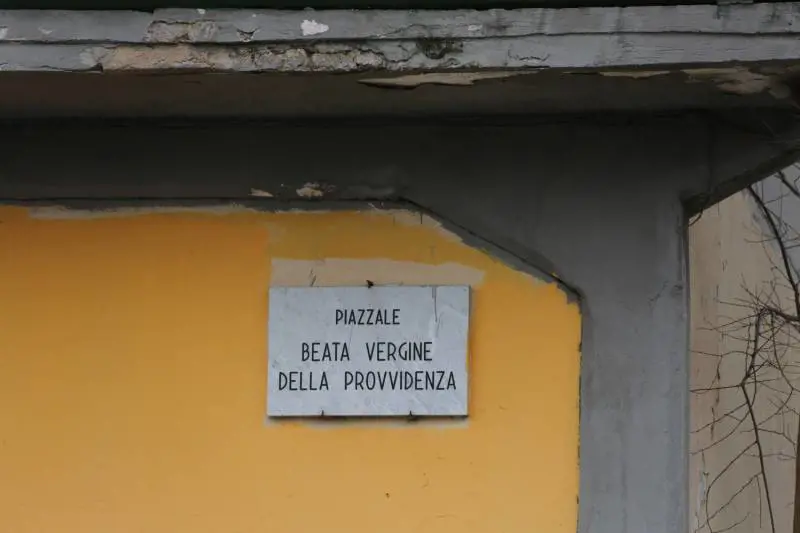 PIAZZALE
BEATA VERGINE
DELLA PROVVIDENZA